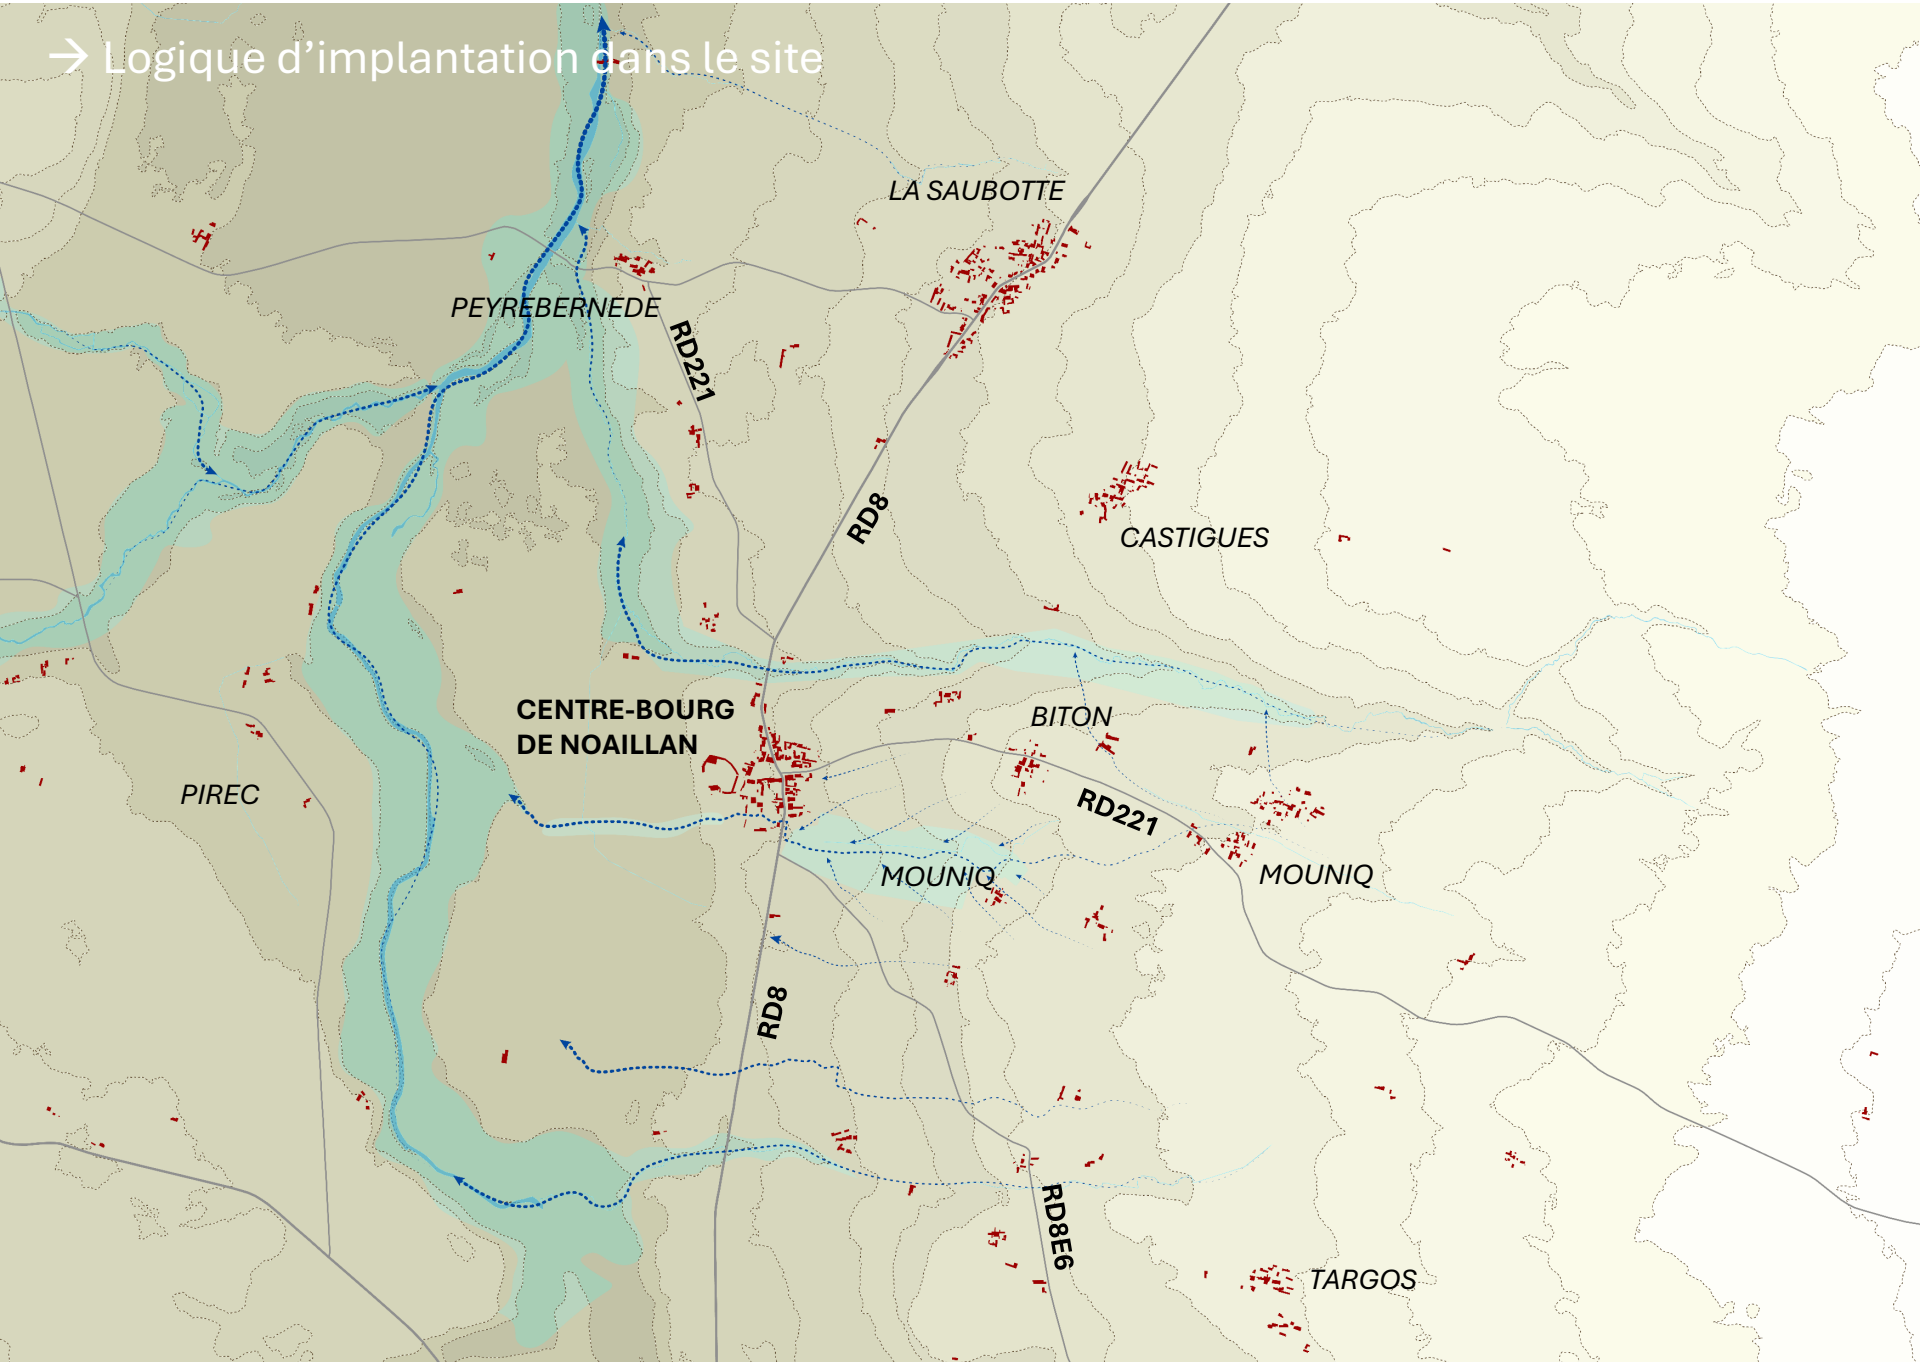 → Logique d’implantation dans le site
LA SAUBOTTE
PEYREBERNEDE
RD221
RD8
CASTIGUES
CENTRE-BOURG
DE NOAILLAN
BITON
PIREC
RD221
MOUNIQ
MOUNIQ
RD8
RD8E6
TARGOS